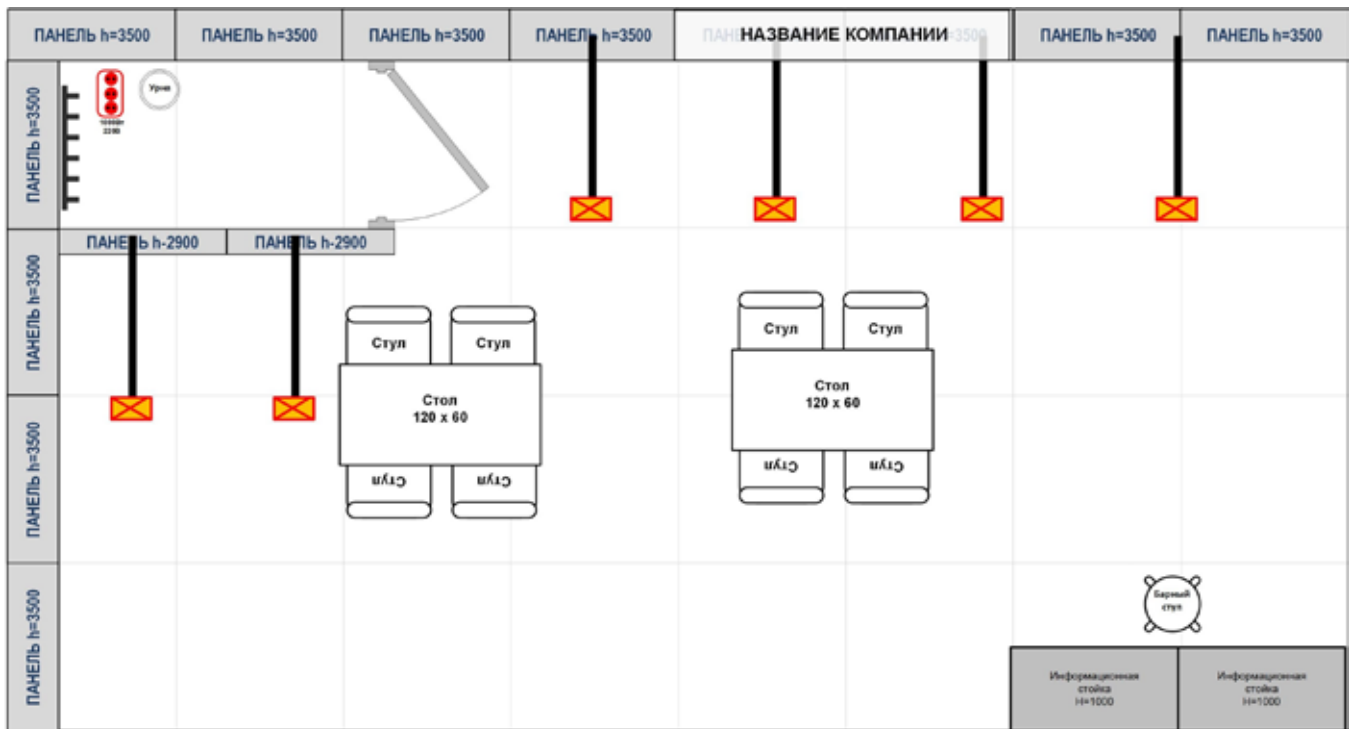 ПАНЕЛЬ h=3500
ПАНЕЛЬ h=3500
ПАНЕЛЬ h=3500
ПАНЕЛЬ h=3500
НАЗВАНИЕ КОМПАНИИ
ПАНЕЛЬ h=3500
ПАНЕЛЬ h=3500
ПАНЕЛЬ h=3500
Урна
ПАНЕЛЬ h-2900
ПАНЕЛЬ h-2900
ПАНЕЛЬ h=3500
Стул
Стул
Стол
120 x 60
Стул
Стул
Стул
Стул
Стол
120 x 60
Стул
Стул
ПАНЕЛЬ h=3500
ПАНЕЛЬ h=3500
Барный
стул
Информационная
стойка
H=1000
Информационная
стойка
H=1000